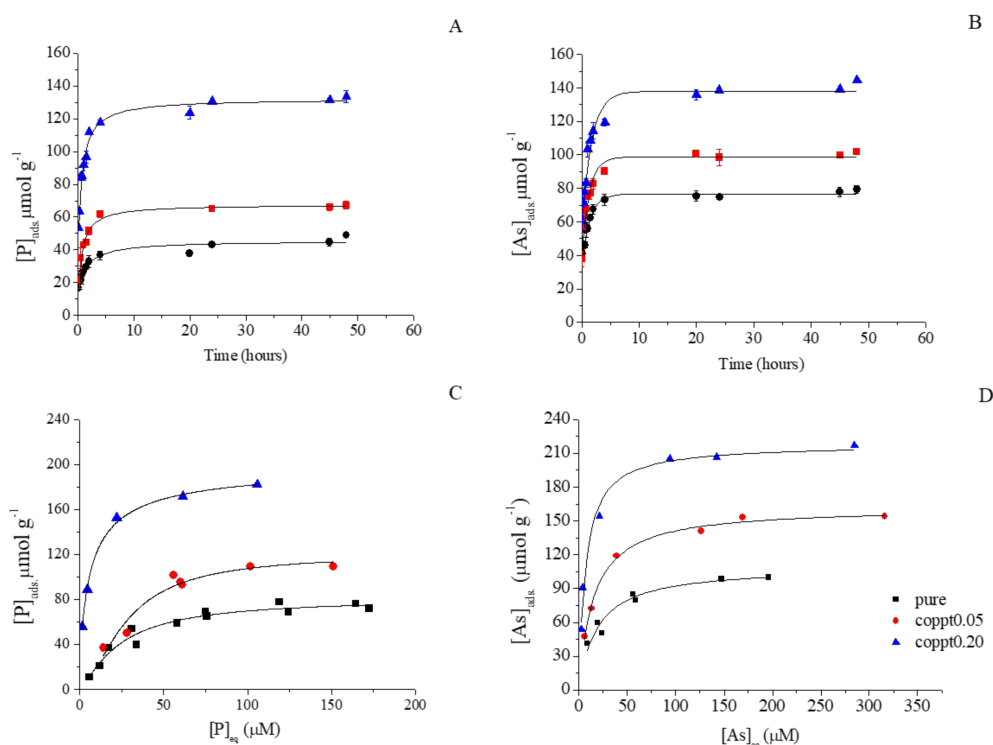 A
160
140
120
100
80
60
40
20
0
[P]ads. μmol g-1
0 10 20 30 40 50 60
Time (hours)
B
160
140
120
100
80
60
40
20
0
[As]ads. μmol g-1
0 10 20 30 40 50 60
Time (hours)
C
240
200
160
120
80
40
0
[P]ads. μmol g-1
0 50 100 150 200
[P]eq (μM)
D
240
210
180
150
120
90
60
30
0
[As]ads. (μmol g-1)
0 50 100 150 200 250 300 350
[As] (μM)
pure
coppt0.05
coppt0.20